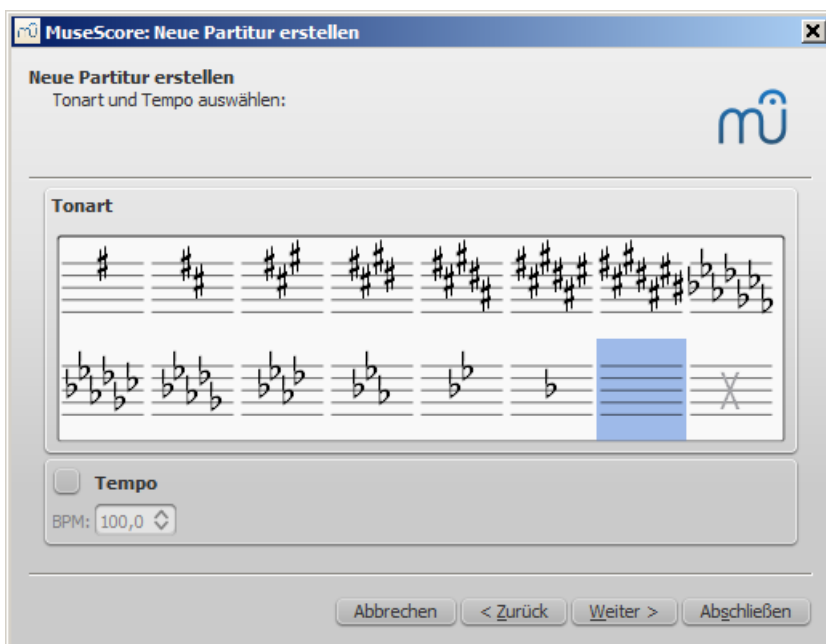 MuseScore: Neue Partitur erstellen
Neue Partitur erstellen
Tonart und Tempo auswählen:
Tonart
Tempo
BPM: 100,0
Abbrechen < Zurück Weiter > Abschließen